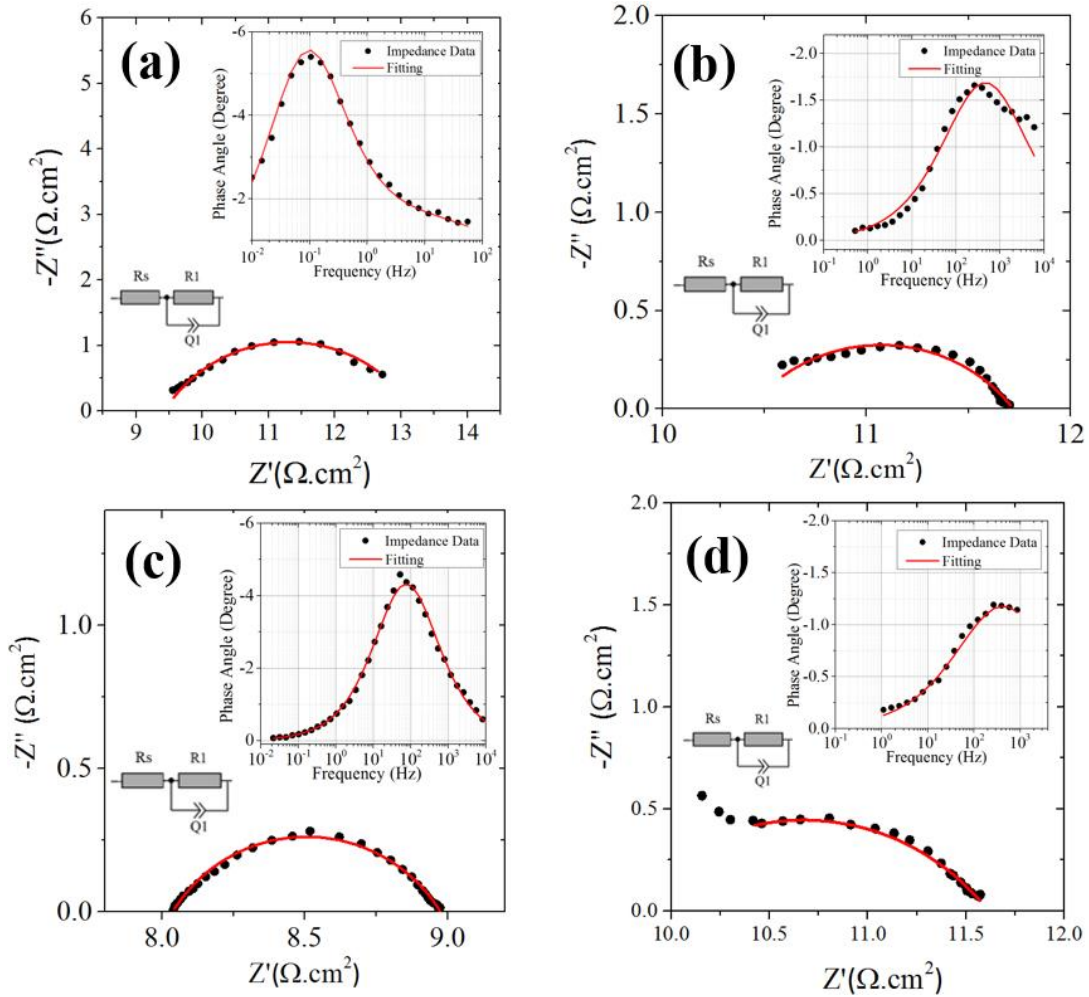 (a)
6
5
4
3
2
1
0
-Z''(Ω.cm²)
9 10 11 12 13 14
Z'(Ω.cm²)
-6
-4
-2
Phase Angle (Degree)
10⁻² 10⁻¹ 10⁰ 10¹ 10²
Frequency (Hz)
Impedance Data
Fitting
Rs R1
Q1
(b)
2.0
1.5
1.0
0.5
0.0
-Z'' (Ω.cm²)
10 11 12
Z'(Ω.cm²)
-2.0
-1.5
-1.0
-0.5
0.0
Phase Angle (Degree)
10⁻¹ 10⁰ 10¹ 10² 10³ 10⁴
Frequency (Hz)
Impedance Data
Fitting
Rs R1
Q1
(c)
1.0
0.5
0.0
-Z'' (Ω.cm²)
8.0 8.5 9.0
Z'(Ω.cm²)
-6
-4
-2
0
Phase Angle (Degree)
10⁻² 10⁻¹ 10⁰ 10¹ 10² 10³ 10⁴
Frequency (Hz)
Impedance Data
Fitting
Rs R1
Q1
(d)
2.0
1.5
1.0
0.5
0.0
-Z'' (Ω.cm²)
10.0 10.5 11.0 11.5 12.0
Z'(Ω.cm²)
-2.0
-1.5
-1.0
-0.5
0.0
Phase Angle (Degree)
10⁻¹ 10⁰ 10¹ 10² 10³
Frequency (Hz)
Impedance Data
Fitting
Rs R1
Q1